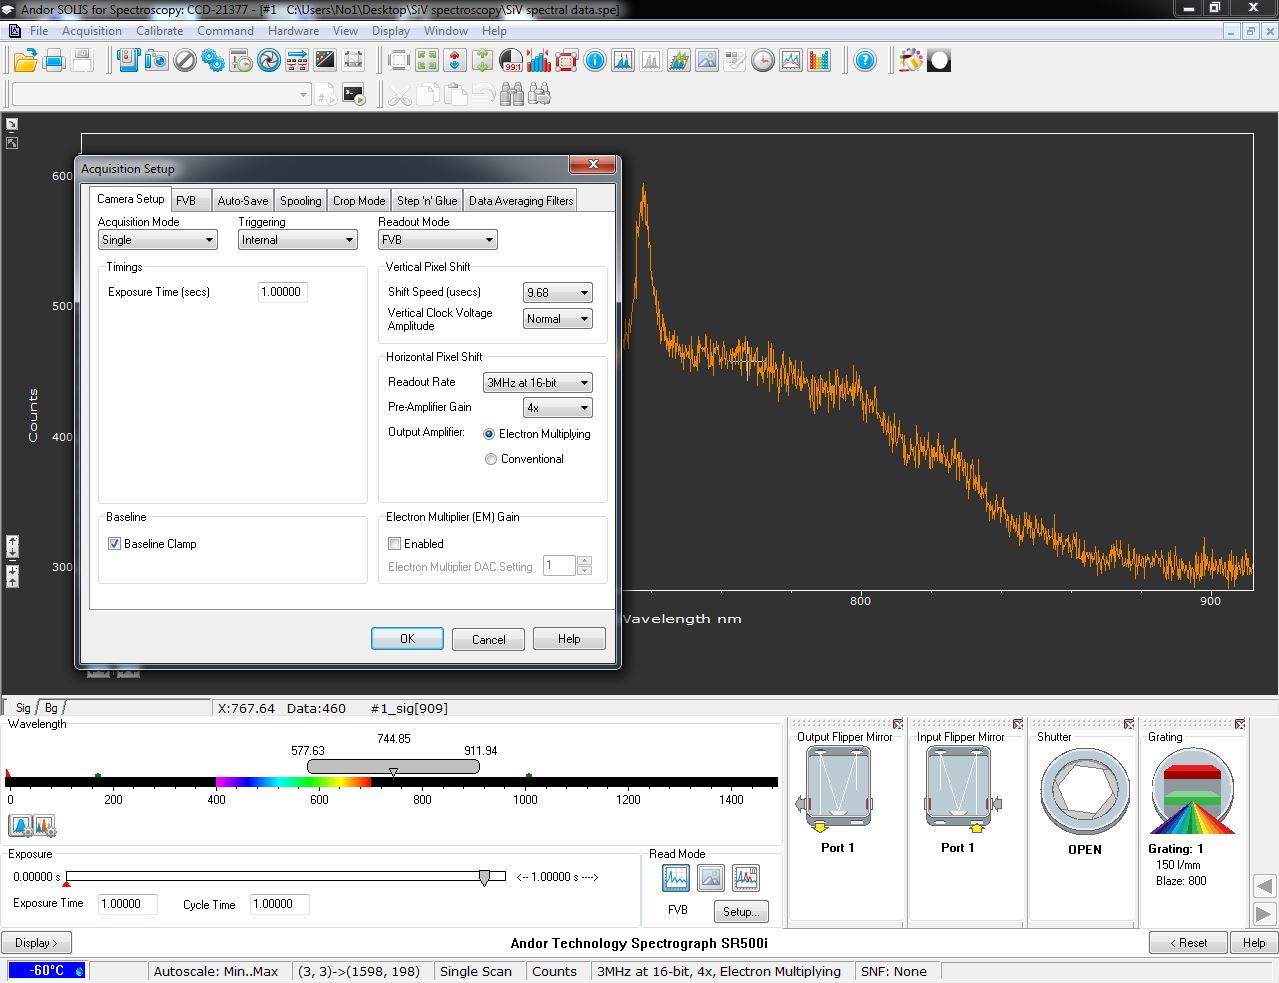 Andor SOLIS for Spectroscopy: CCD-21377 - [#1   C:\Users\No1\Desktop\SiV spectroscopy\SiV spectral data.spe]
File Acquisition Calibrate Command Hardware View Display Window Help
99:1
Acquisition Setup
Camera Setup FVB Auto-Save Spooling Crop Mode Step 'n' Glue Data Averaging Filters
Acquisition Mode Triggering Readout Mode
Single Internal FVB
Timings
Exposure Time (secs) 1.00000
Vertical Pixel Shift
Shift Speed (usecs) 9.68
Vertical Clock Voltage
Amplitude Normal
Horizontal Pixel Shift
Readout Rate 3MHz at 16-bit
Pre-Amplifier Gain 4x
Output Amplifier: Electron Multiplying
Conventional
Baseline
Baseline Clamp
Electron Multiplier (EM) Gain
Enabled
Electron Multiplier DAC Setting 1
OK Cancel Help
600
500
400
300
Counts
800 900
Wavelength nm
Sig Bg X:767.64 Data:460 #1_sig[909]
Wavelength
744.85
577.63 911.94
0 200 400 600 800 1000 1200 1400
Exposure
0.00000 s <-- 1.00000 s ---->
Exposure Time 1.00000 Cycle Time 1.00000
Read Mode
FVB Setup...
Output Flipper Mirror
Port 1
Input Flipper Mirror
Port 1
Shutter
OPEN
Grating
Grating: 1
150 l/mm
Blaze: 800
Display > Andor Technology Spectrograph SR500i < Reset Help
-60°C Autoscale: Min..Max (3, 3)->(1598, 198) Single Scan Counts 3MHz at 16-bit, 4x, Electron Multiplying SNF: None